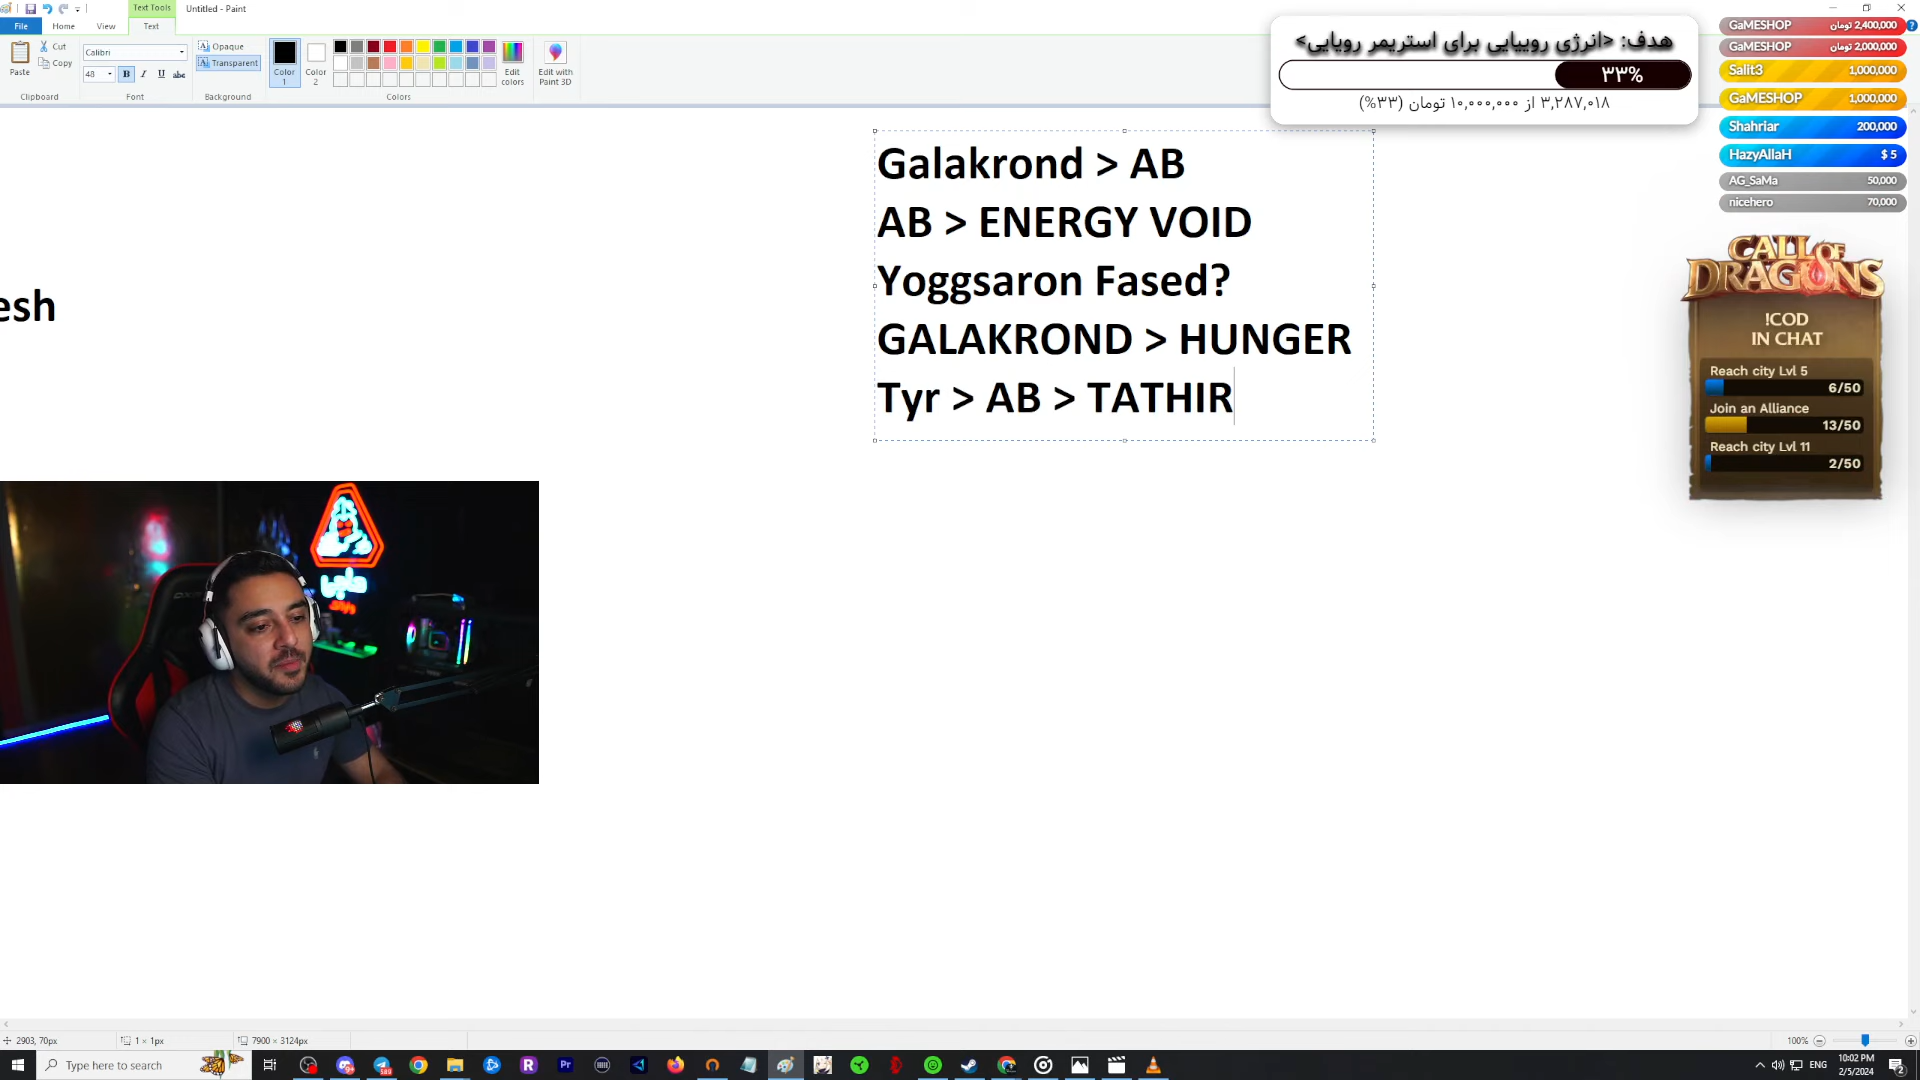 Text Tools
Untitled - Paint
File
Home
View
Text
Paste
Cut
Copy
Clipboard
Calibri
48
B I U abc
Font
Opaque
Transparent
Background
Color 1
Color 2
Edit colors
Colors
Edit with Paint 3D
هدف: <انرژی روییایی برای استریمر رویایی>
۳۳%
۳,۲۸۷,۰۱۸ از ۱۰,۰۰۰,۰۰۰ تومان (۳۳%)
GaMESHOP 2,400,000 تومان
GaMESHOP 2,000,000 تومان
Salit3 1,000,000
GaMESHOP 1,000,000
Shahriar 200,000
HazyAllaH $ 5
AG_SaMa 50,000
nicehero 70,000
CALL OF DRAGONS
!COD
IN CHAT
Reach city Lvl 5
6/50
Join an Alliance
13/50
Reach city Lvl 11
2/50
esh
Galakrond > AB
AB > ENERGY VOID
Yoggsaron Fased?
GALAKROND > HUNGER
Tyr > AB > TATHIR
2903, 70px
1 × 1px
7900 × 3124px
100%
Type here to search
ENG
10:02 PM
2/5/2024